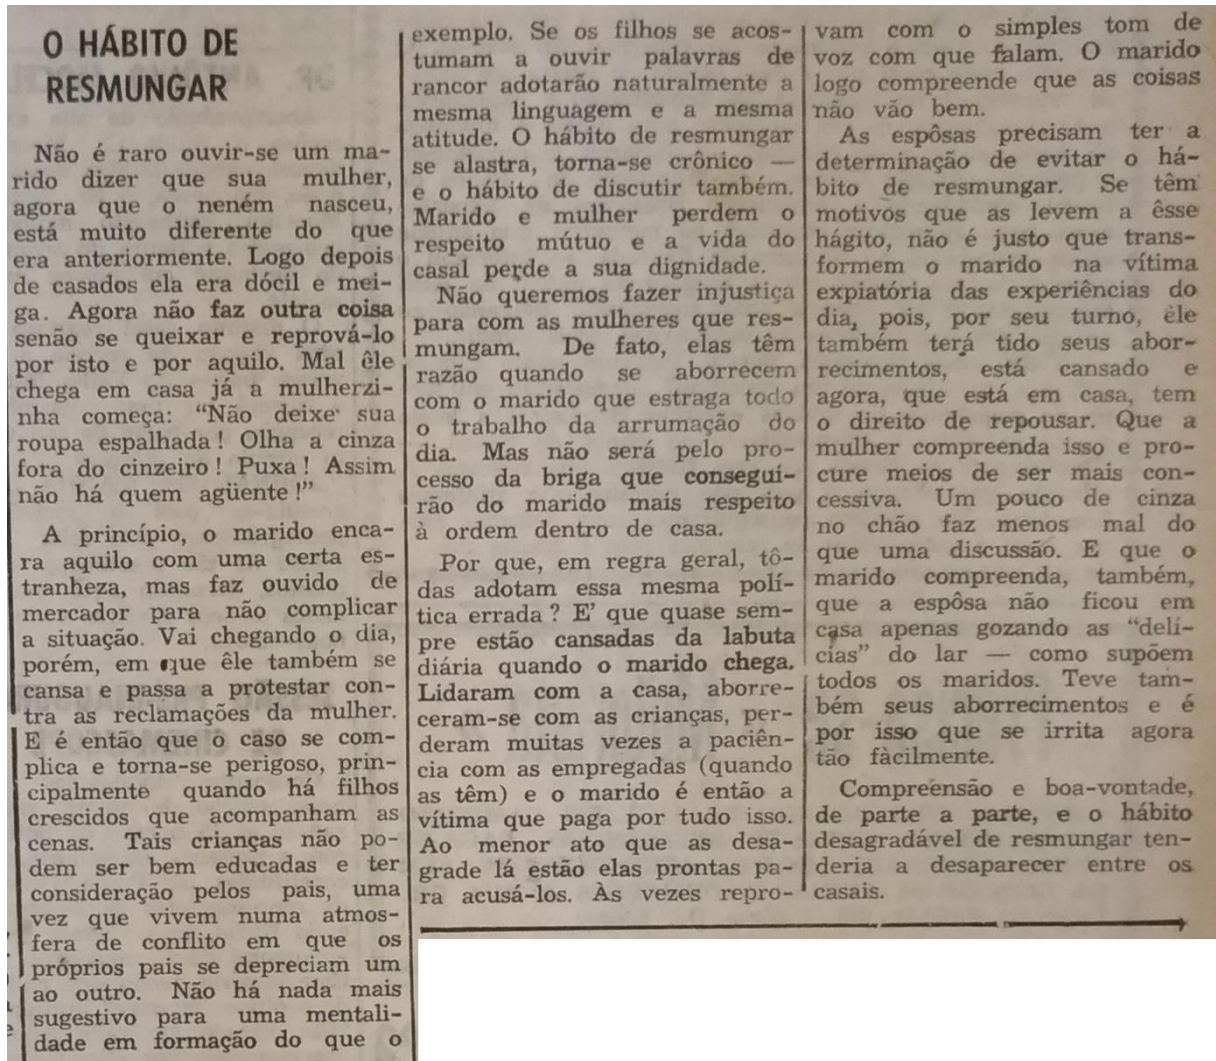 O HÁBITO DE
RESMUNGAR
Não é raro ouvir-se um ma-
rido dizer que sua mulher,
agora que o neném nasceu,
está muito diferente do que
era anteriormente. Logo depois
de casados ela era dócil e mei-
ga. Agora não faz outra coisa
senão se queixar e reprová-lo
por isto e por aquilo. Mal êle
chega em casa já a mulherzi-
nha começa: "Não deixe sua
roupa espalhada! Olha a cinza
fora do cinzeiro! Puxa! Assim
não há quem agüente!"
A princípio, o marido enca-
ra aquilo com uma certa es-
tranheza, mas faz ouvido de
mercador para não complicar
a situação. Vai chegando o dia,
porém, em que êle também se
cansa e passa a protestar con-
tra as reclamações da mulher.
E é então que o caso se com-
plica e torna-se perigoso, prin-
cipalmente quando há filhos
crescidos que acompanham as
cenas. Tais crianças não po-
dem ser bem educadas e ter
consideração pelos pais, uma
vez que vivem numa atmos-
fera de conflito em que os
próprios pais se depreciam um
ao outro. Não há nada mais
sugestivo para uma mentali-
dade em formação do que o
exemplo. Se os filhos se acos-
tumam a ouvir palavras de
rancor adotarão naturalmente a
mesma linguagem e a mesma
atitude. O hábito de resmungar
se alastra, torna-se crônico —
e o hábito de discutir também.
Marido e mulher perdem o
respeito mútuo e a vida do
casal perde a sua dignidade.
Não queremos fazer injustiça
para com as mulheres que res-
mungam. De fato, elas têm
razão quando se aborrecem
com o marido que estraga todo
o trabalho da arrumação do
dia. Mas não será pelo pro-
cesso da briga que consegui-
rão do marido mais respeito
à ordem dentro de casa.
Por que, em regra geral, tô-
das adotam essa mesma polí-
tica errada? E' que quase sem-
pre estão cansadas da labuta
diária quando o marido chega.
Lidaram com a casa, aborre-
ceram-se com as crianças, per-
deram muitas vezes a paciên-
cia com as empregadas (quando
as têm) e o marido é então a
vítima que paga por tudo isso.
Ao menor ato que as desa-
grade lá estão elas prontas pa-
ra acusá-los. Às vezes repro-
vam com o simples tom de
voz com que falam. O marido
logo compreende que as coisas
não vão bem.
As espôsas precisam ter a
determinação de evitar o há-
bito de resmungar. Se têm
motivos que as levem a êsse
hágito, não é justo que trans-
formem o marido na vítima
expiatória das experiências do
dia, pois, por seu turno, êle
também terá tido seus abor-
recimentos, está cansado e
agora, que está em casa, tem
o direito de repousar. Que a
mulher compreenda isso e pro-
cure meios de ser mais con-
cessiva. Um pouco de cinza
no chão faz menos mal do
que uma discussão. E que o
marido compreenda, também,
que a espôsa não ficou em
casa apenas gozando as "delí-
cias" do lar — como supõem
todos os maridos. Teve tam-
bém seus aborrecimentos e é
por isso que se irrita agora
tão fàcilmente.
Compreensão e boa-vontade,
de parte a parte, e o hábito
desagradável de resmungar ten-
deria a desaparecer entre os
casais.